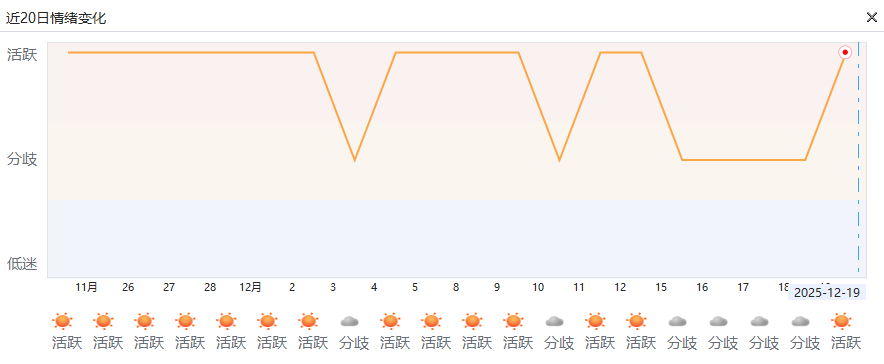 近20日情绪变化
活跃
分歧
低迷
11月 26 27 28 12月 2 3 4 5 8 9 10 11 12 15 16 17 18 2025-12-19
活跃 活跃 活跃 活跃 活跃 活跃 活跃 分歧 活跃 活跃 活跃 活跃 分歧 活跃 活跃 分歧 分歧 分歧 分歧 活跃